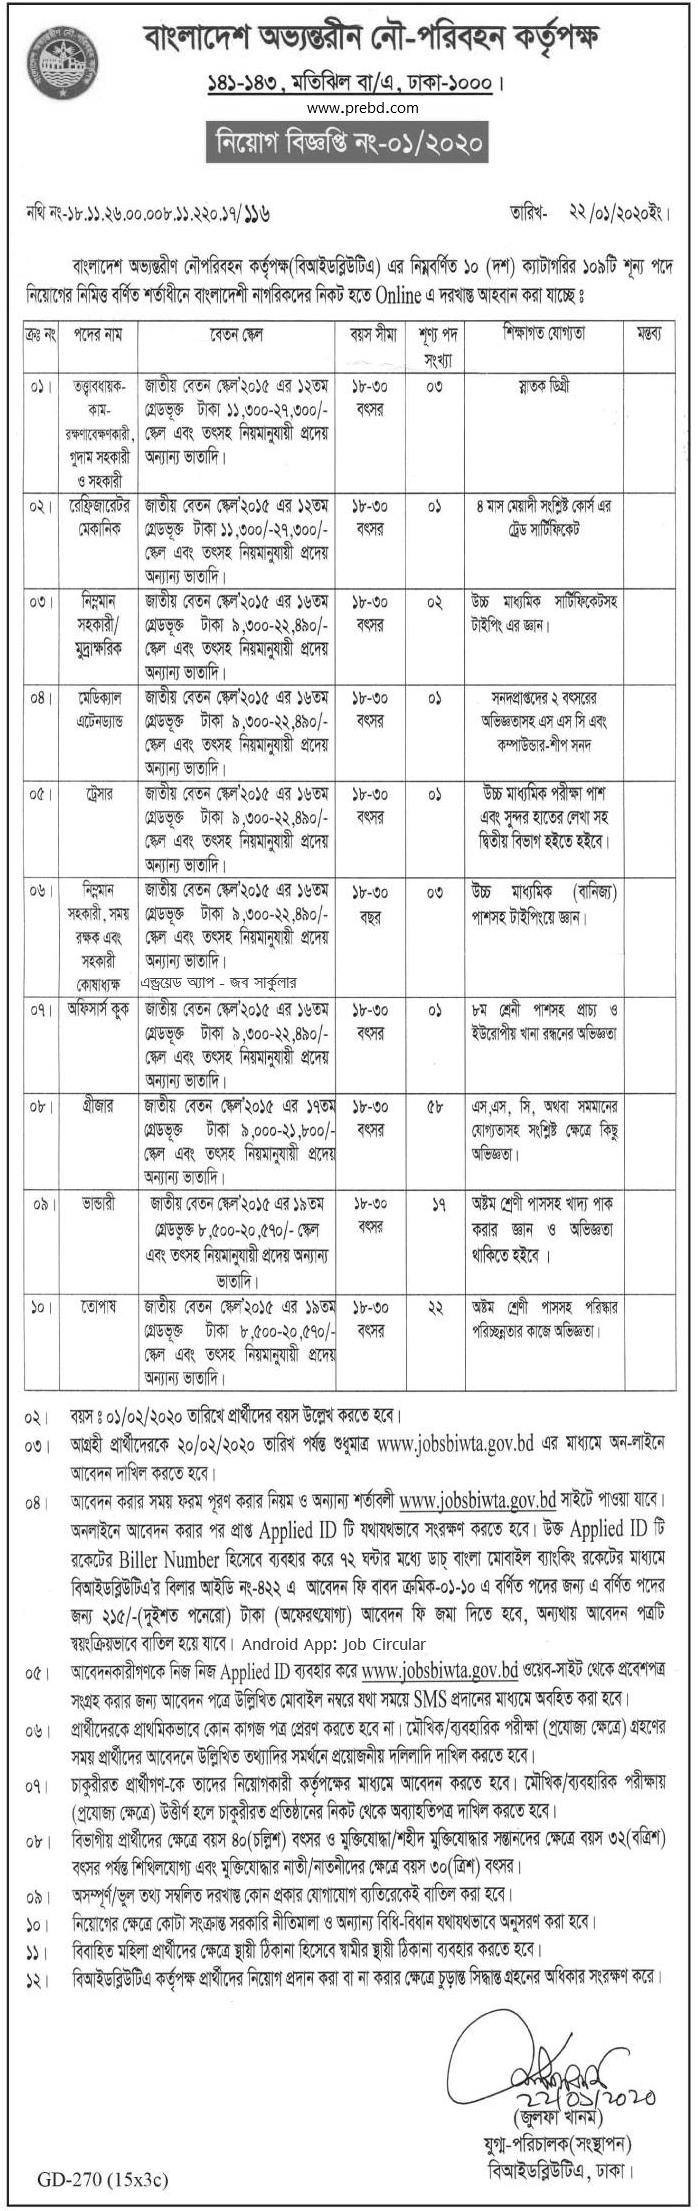 বাংলাদেশ অভ্যন্তরীন নৌ-পরিবহন কর্তৃপক্ষ
১৪১-১৪৩, মতিঝিল বা/এ, ঢাকা-১০০০।
www.prebd.com
নিয়োগ বিজ্ঞপ্তি নং-০১/২০২০
নথি নং-১৮.১১.২৬.০০.০০৮.১১.২২০.১৭/১১৬ তারিখ- ২২/০১/২০২০ইং।
বাংলাদেশ অভ্যন্তরীণ নৌপরিবহন কর্তৃপক্ষ(বিআইডব্লিউটিএ) এর নিম্নবর্ণিত ১০ (দশ) ক্যাটাগরির ১০৯টি শূন্য পদে
নিয়োগের নিমিত্ত বর্ণিত শর্তাধীনে বাংলাদেশী নাগরিকদের নিকট হতে Online এ দরখাস্ত আহবান করা যাচ্ছে ঃ
ক্রঃ নং পদের নাম বেতন স্কেল বয়স সীমা শূণ্য পদ সংখ্যা শিক্ষাগত যোগ্যতা মন্তব্য
০১। তত্ত্বাবধায়ক- জাতীয় বেতন স্কেল'২০১৫ এর ১২তম ১৮-৩০ ০৩ স্নাতক ডিগ্রী
কাম- গ্রেডভূক্ত টাকা ১১,৩০০-২৭,৩০০/- বৎসর
রক্ষণাবেক্ষণকারী, স্কেল এবং তৎসহ নিয়মানুযায়ী প্রদেয়
গুদাম সহকারী অন্যান্য ভাতাদি।
ও সহকারী
০২। রেফ্রিজারেটর জাতীয় বেতন স্কেল'২০১৫ এর ১২তম ১৮-৩০ ০১ ৪ মাস মেয়াদী সংশ্লিষ্ট কোর্স এর
মেকানিক গ্রেডভূক্ত টাকা ১১,৩০০/-২৭,৩০০/- বৎসর ট্রেড সার্টিফিকেট
স্কেল এবং তৎসহ নিয়মানুযায়ী প্রদেয়
অন্যান্য ভাতাদি।
০৩। নিম্নমান জাতীয় বেতন স্কেল'২০১৫ এর ১৬তম ১৮-৩০ ০২ উচ্চ মাধ্যমিক সার্টিফিকেটসহ
সহকারী/ গ্রেডভূক্ত টাকা ৯,৩০০-২২,৪৯০/- বৎসর টাইপিং এর জ্ঞান।
মুদ্রাক্ষরিক স্কেল এবং তৎসহ নিয়মানুযায়ী প্রদেয়
অন্যান্য ভাতাদি।
০৪। মেডিক্যাল জাতীয় বেতন স্কেল'২০১৫ এর ১৬তম ১৮-৩০ ০১ সনদপ্রাপ্তদের ২ বৎসরের
এটেনড্যান্ড গ্রেডভূক্ত টাকা ৯,৩০০-২২,৪৯০/- বৎসর অভিজ্ঞতাসহ এস এস সি এবং
স্কেল এবং তৎসহ নিয়মানুযায়ী প্রদেয় কম্পাউন্ডার-শীপ সনদ
অন্যান্য ভাতাদি।
০৫। ট্রেসার জাতীয় বেতন স্কেল'২০১৫ এর ১৬তম ১৮-৩০ ০১ উচ্চ মাধ্যমিক পরীক্ষা পাশ
গ্রেডভূক্ত টাকা ৯,৩০০-২২,৪৯০/- বৎসর এবং সুন্দর হাতের লেখা সহ
স্কেল এবং তৎসহ নিয়মানুযায়ী প্রদেয় দ্বিতীয় বিভাগ হইতে হইবে।
অন্যান্য ভাতাদি।
০৬। নিম্নমান জাতীয় বেতন স্কেল'২০১৫ এর ১৬তম ১৮-৩০ ০৩ উচ্চ মাধ্যমিক (বানিজ্য)
সহকারী, সময় গ্রেডভূক্ত টাকা ৯,৩০০-২২,৪৯০/- বছর পাশসহ টাইপিংয়ে জ্ঞান।
রক্ষক এবং স্কেল এবং তৎসহ নিয়মানুযায়ী প্রদেয়
সহকারী অন্যান্য ভাতাদি।
কোষাধ্যক্ষ এন্ড্রয়েড অ্যাপ - জব সার্কুলার
০৭। অফিসার্স কুক জাতীয় বেতন স্কেল'২০১৫ এর ১৬তম ১৮-৩০ ০১ ৮ম শ্রেনী পাশসহ প্রাচ্য ও
গ্রেডভূক্ত টাকা ৯,৩০০-২২,৪৯০/- বৎসর ইউরোপীয় খানা রন্ধনের অভিজ্ঞতা
স্কেল এবং তৎসহ নিয়মানুযায়ী প্রদেয়
অন্যান্য ভাতাদি।
০৮। গ্রীজার জাতীয় বেতন স্কেল'২০১৫ এর ১৭তম ১৮-৩০ ৫৮ এস,এস, সি, অথবা সমমানের
গ্রেডভূক্ত টাকা ৯,০০০-২১,৮০০/- বৎসর যোগ্যতাসহ সংশ্লিষ্ট ক্ষেত্রে কিছু
স্কেল এবং তৎসহ নিয়মানুযায়ী প্রদেয় অভিজ্ঞতা।
অন্যান্য ভাতাদি।
০৯। ভান্ডারী জাতীয় বেতন স্কেল'২০১৫ এর ১৯তম ১৮-৩০ ১৭ অষ্টম শ্রেণী পাসসহ খাদ্য পাক
গ্রেডভুক্ত ৮,৫০০-২০,৫৭০/- স্কেল বৎসর করার জ্ঞান ও অভিজ্ঞতা
এবং তৎসহ নিয়মানুযায়ী প্রদেয় অন্যান্য থাকিতে হইবে ।
ভাতাদি।
১০। তোপাষ জাতীয় বেতন স্কেল'২০১৫ এর ১৯তম ১৮-৩০ ২২ অষ্টম শ্রেণী পাসসহ পরিস্কার
গ্রেডভূক্ত টাকা ৮,৫০০-২০,৫৭০/- বৎসর পরিচ্ছন্নতার কাজে অভিজ্ঞতা।
স্কেল এবং তৎসহ নিয়মানুযায়ী প্রদেয়
অন্যান্য ভাতাদি।
০২। বয়স ঃ ০১/০২/২০২০ তারিখে প্রার্থীদের বয়স উল্লেখ করতে হবে।
০৩। আগ্রহী প্রার্থীদেরকে ২০/০২/২০২০ তারিখ পর্যন্ত শুধুমাত্র www.jobsbiwta.gov.bd এর মাধ্যমে অন-লাইনে
আবেদন দাখিল করতে হবে।
০৪। আবেদন করার সময় ফরম পূরণ করার নিয়ম ও অন্যান্য শর্তাবলী www.jobsbiwta.gov.bd সাইটে পাওয়া যাবে।
অনলাইনে আবেদন করার পর প্রাপ্ত Applied ID টি যথাযথভাবে সংরক্ষণ করতে হবে। উক্ত Applied ID টি
রকেটের Biller Number হিসেবে ব্যবহার করে ৭২ ঘন্টার মধ্যে ডাচ্ বাংলা মোবাইল ব্যাংকিং রকেটের মাধ্যমে
বিআইডব্লিউটিএ'র বিলার আইডি নং-৪২২ এ আবেদন ফি বাবদ ক্রমিক-০১-১০ এ বর্ণিত পদের জন্য এ বর্ণিত পদের
জন্য ২১৫/-(দুইশত পনেরো) টাকা (অফেরৎযোগ্য) আবেদন ফি জমা দিতে হবে, অন্যথায় আবেদন পত্রটি
স্বয়ংক্রিয়ভাবে বাতিল হয়ে যাবে। Android App: Job Circular
০৫। আবেদনকারীগণকে নিজ নিজ Applied ID ব্যবহার করে www.jobsbiwta.gov.bd ওয়েব-সাইট থেকে প্রবেশপত্র
সংগ্রহ করার জন্য আবেদন পত্রে উল্লিখিত মোবাইল নম্বরে যথা সময়ে SMS প্রদানের মাধ্যমে অবহিত করা হবে।
০৬। প্রার্থীদেরকে প্রাথমিকভাবে কোন কাগজ পত্র প্রেরণ করতে হবে না। মৌখিক/ব্যবহারিক পরীক্ষা (প্রযোজ্য ক্ষেত্রে) গ্রহণের
সময় প্রার্থীদের আবেদনে উল্লিখিত তথ্যাদির সমর্থনে প্রয়োজনীয় দলিলাদি দাখিল করতে হবে।
০৭। চাকুরীরত প্রার্থীগণ-কে তাদের নিয়োগকারী কর্তৃপক্ষের মাধ্যমে আবেদন করতে হবে। মৌখিক/ব্যবহারিক পরীক্ষায়
(প্রযোজ্য ক্ষেত্রে) উত্তীর্ণ হলে চাকুরীরত প্রতিষ্ঠানের নিকট থেকে অব্যাহতিপত্র দাখিল করতে হবে।
০৮। বিভাগীয় প্রার্থীদের ক্ষেত্রে বয়স ৪০(চল্লিশ) বৎসর ও মুক্তিযোদ্ধা/শহীদ মুক্তিযোদ্ধার সন্তানদের ক্ষেত্রে বয়স ৩২(বত্রিশ)
বৎসর পর্যন্ত শিথিলযোগ্য এবং মুক্তিযোদ্ধার নাতী/নাতনীদের ক্ষেত্রে বয়স ৩০(ত্রিশ) বৎসর।
০৯। অসম্পূর্ণ/ভুল তথ্য সম্বলিত দরখাস্ত কোন প্রকার যোগাযোগ ব্যতিরেকেই বাতিল করা হবে।
১০। নিয়োগের ক্ষেত্রে কোটা সংক্রান্ত সরকারি নীতিমালা ও অন্যান্য বিধি-বিধান যথাযথভাবে অনুসরণ করা হবে।
১১। বিবাহিত মহিলা প্রার্থীদের ক্ষেত্রে স্থায়ী ঠিকানা হিসেবে স্বামীর স্থায়ী ঠিকানা ব্যবহার করতে হবে।
১২। বিআইডব্লিউটিএ কর্তৃপক্ষ প্রার্থীদের নিয়োগ প্রদান করা বা না করার ক্ষেত্রে চুড়ান্ত সিদ্ধান্ত গ্রহণের অধিকার সংরক্ষণ করে।
২২/০১/২০২০
(জুলফা খানম)
যুগ্ম-পরিচালক(সংস্থাপন)
বিআইডব্লিউটিএ, ঢাকা।
GD-270 (15x3c)